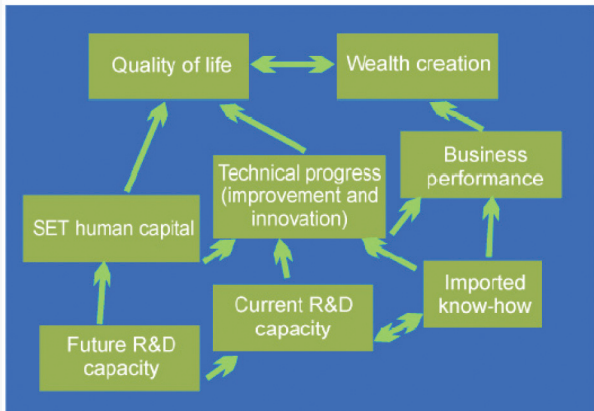 Quality of life
Wealth creation
Business
performance
Technical progress
(improvement and
innovation)
SET human capital
Imported
know-how
Current R&D
capacity
Future R&D
capacity